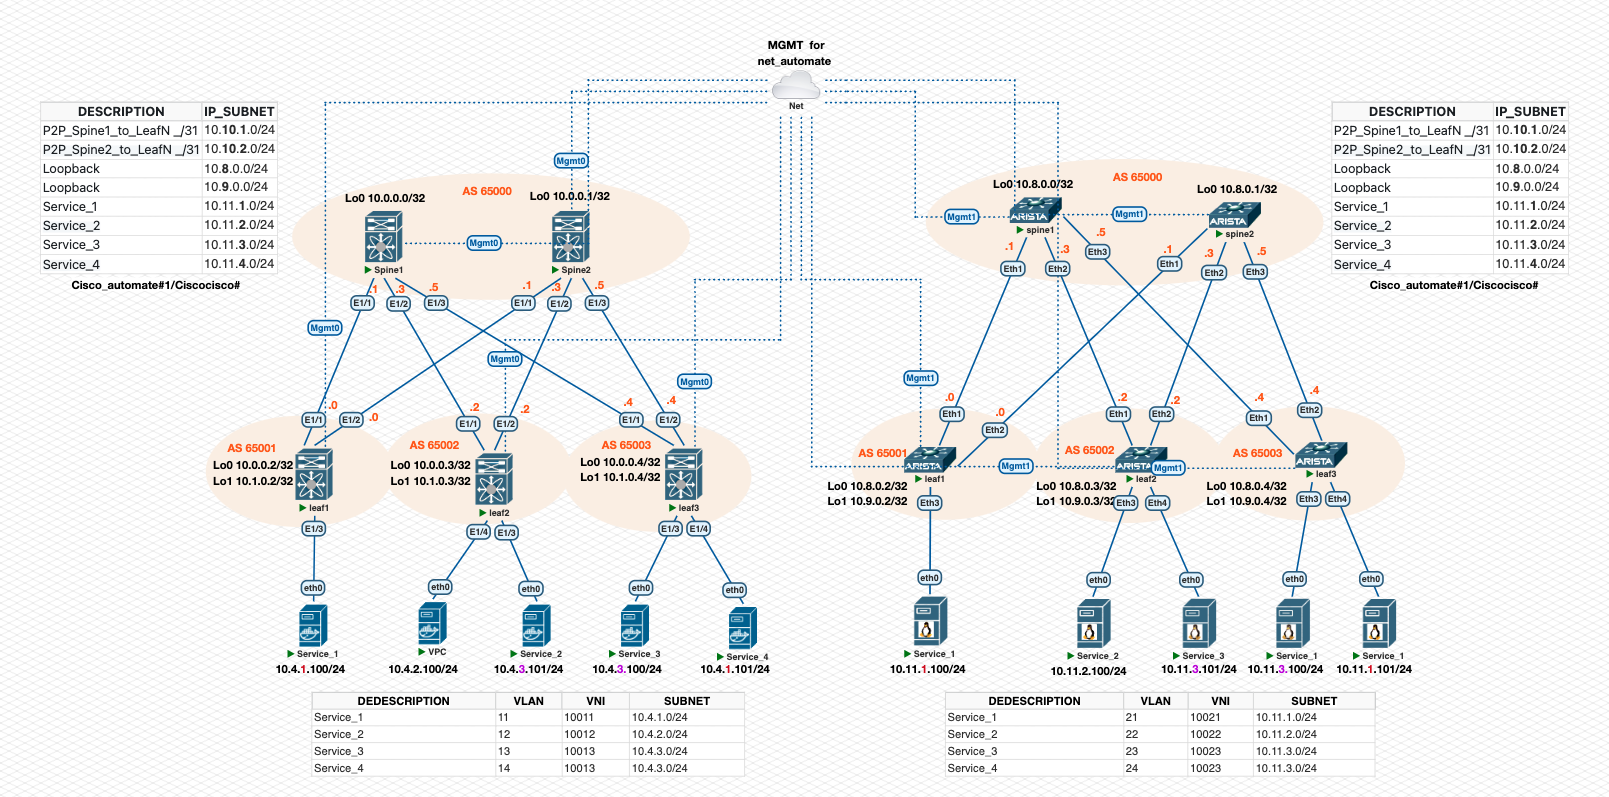 MGMT for
net_automate
Net
DESCRIPTION IP_SUBNET
P2P_Spine1_to_LeafN _/31 10.10.1.0/24
P2P_Spine2_to_LeafN _/31 10.10.2.0/24
Loopback 10.8.0.0/24
Loopback 10.9.0.0/24
Service_1 10.11.1.0/24
Service_2 10.11.2.0/24
Service_3 10.11.3.0/24
Service_4 10.11.4.0/24
Cisco_automate#1/Ciscocisco#
DESCRIPTION IP_SUBNET
P2P_Spine1_to_LeafN _/31 10.10.1.0/24
P2P_Spine2_to_LeafN _/31 10.10.2.0/24
Loopback 10.8.0.0/24
Loopback 10.9.0.0/24
Service_1 10.11.1.0/24
Service_2 10.11.2.0/24
Service_3 10.11.3.0/24
Service_4 10.11.4.0/24
Cisco_automate#1/Ciscocisco#
Mgmt0
AS 65000
Lo0 10.0.0.0/32
Lo0 10.0.0.1/32
Mgmt0
Spine1
Spine2
.1 .3 .5
E1/1 E1/2 E1/3
.1 .3 .5
E1/1 E1/2 E1/3
Mgmt0
Mgmt0
Mgmt0
.0 .0
E1/1 E1/2
.2 .2
E1/1 E1/2
.4 .4
E1/1 E1/2
AS 65001
Lo0 10.0.0.2/32
Lo1 10.1.0.2/32
leaf1
AS 65002
Lo0 10.0.0.3/32
Lo1 10.1.0.3/32
leaf2
AS 65003
Lo0 10.0.0.4/32
Lo1 10.1.0.4/32
leaf3
E1/3
E1/4 E1/3
E1/3 E1/4
eth0
eth0
eth0
eth0
eth0
Service_1
10.4.1.100/24
VPC
10.4.2.100/24
Service_2
10.4.3.101/24
Service_3
10.4.3.100/24
Service_4
10.4.1.101/24
DEDESCRIPTION VLAN VNI SUBNET
Service_1 11 10011 10.4.1.0/24
Service_2 12 10012 10.4.2.0/24
Service_3 13 10013 10.4.3.0/24
Service_4 14 10013 10.4.3.0/24
AS 65000
Lo0 10.8.0.0/32
Lo0 10.8.0.1/32
Mgmt1
ARISTA
Mgmt1
ARISTA
spine1
spine2
.1 .3 .5
Eth1 Eth2 Eth3
.1 .3 .5
Eth1 Eth2 Eth3
Mgmt1
.0 .0
Eth1 Eth2
.2 .2
Eth1 Eth2
.4 .4
Eth1 Eth2
AS 65001
ARISTA
Mgmt1
leaf1
Lo0 10.8.0.2/32
Lo1 10.9.0.2/32
AS 65002
ARISTA
Mgmt1
leaf2
Lo0 10.8.0.3/32
Lo1 10.9.0.3/32
AS 65003
ARISTA
leaf3
Lo0 10.8.0.4/32
Lo1 10.9.0.4/32
Eth3
Eth3 Eth4
Eth3 Eth4
eth0
eth0
eth0
eth0
eth0
Service_1
10.11.1.100/24
Service_2
10.11.2.100/24
Service_3
10.11.3.101/24
Service_1
10.11.3.100/24
Service_1
10.11.1.101/24
DEDESCRIPTION VLAN VNI SUBNET
Service_1 21 10021 10.11.1.0/24
Service_2 22 10022 10.11.2.0/24
Service_3 23 10023 10.11.3.0/24
Service_4 24 10023 10.11.3.0/24